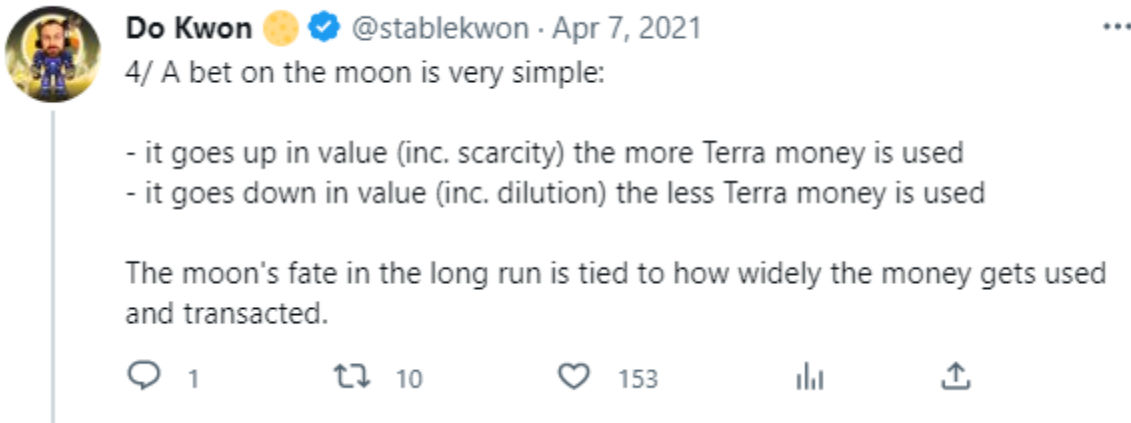 Do Kwon 🌕 @stablekwon · Apr 7, 2021
4/ A bet on the moon is very simple:
- it goes up in value (inc. scarcity) the more Terra money is used
- it goes down in value (inc. dilution) the less Terra money is used
The moon's fate in the long run is tied to how widely the money gets used
and transacted.
1 10 153